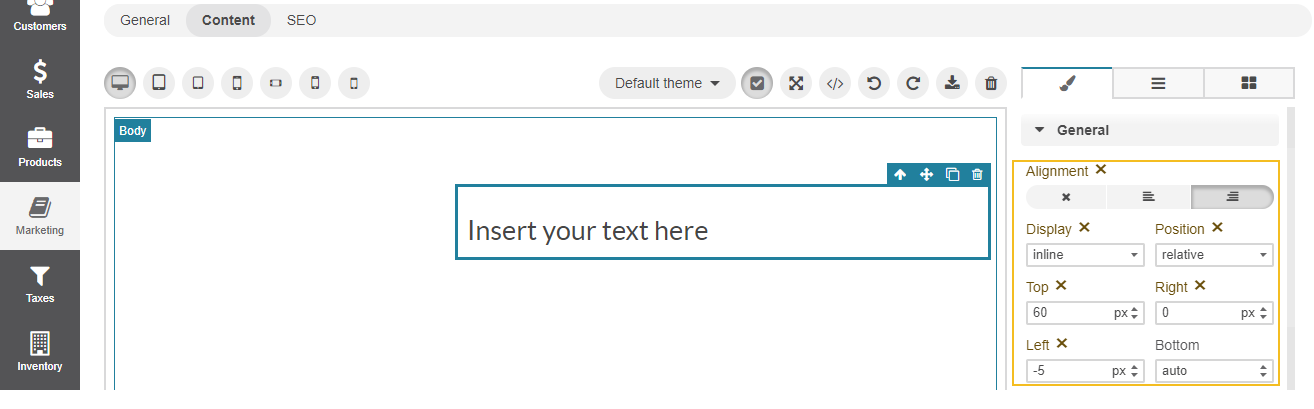 Customers
Sales
Products
Marketing
Taxes
Inventory
General Content SEO
Default theme
Body
Insert your text here
General
Alignment
Display Position
inline relative
Top Right
60 px 0 px
Left Bottom
-5 px auto